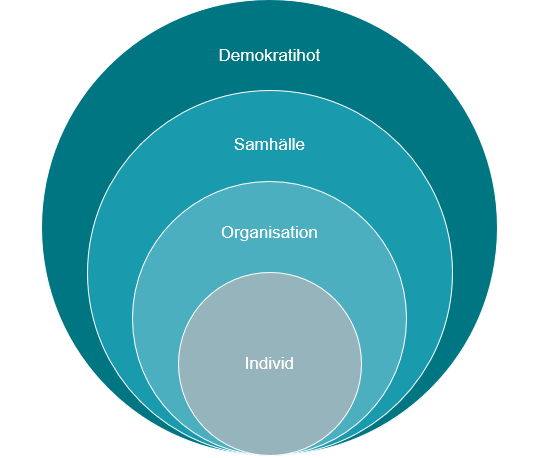 Demokratihot
Samhälle
Organisation
Individ